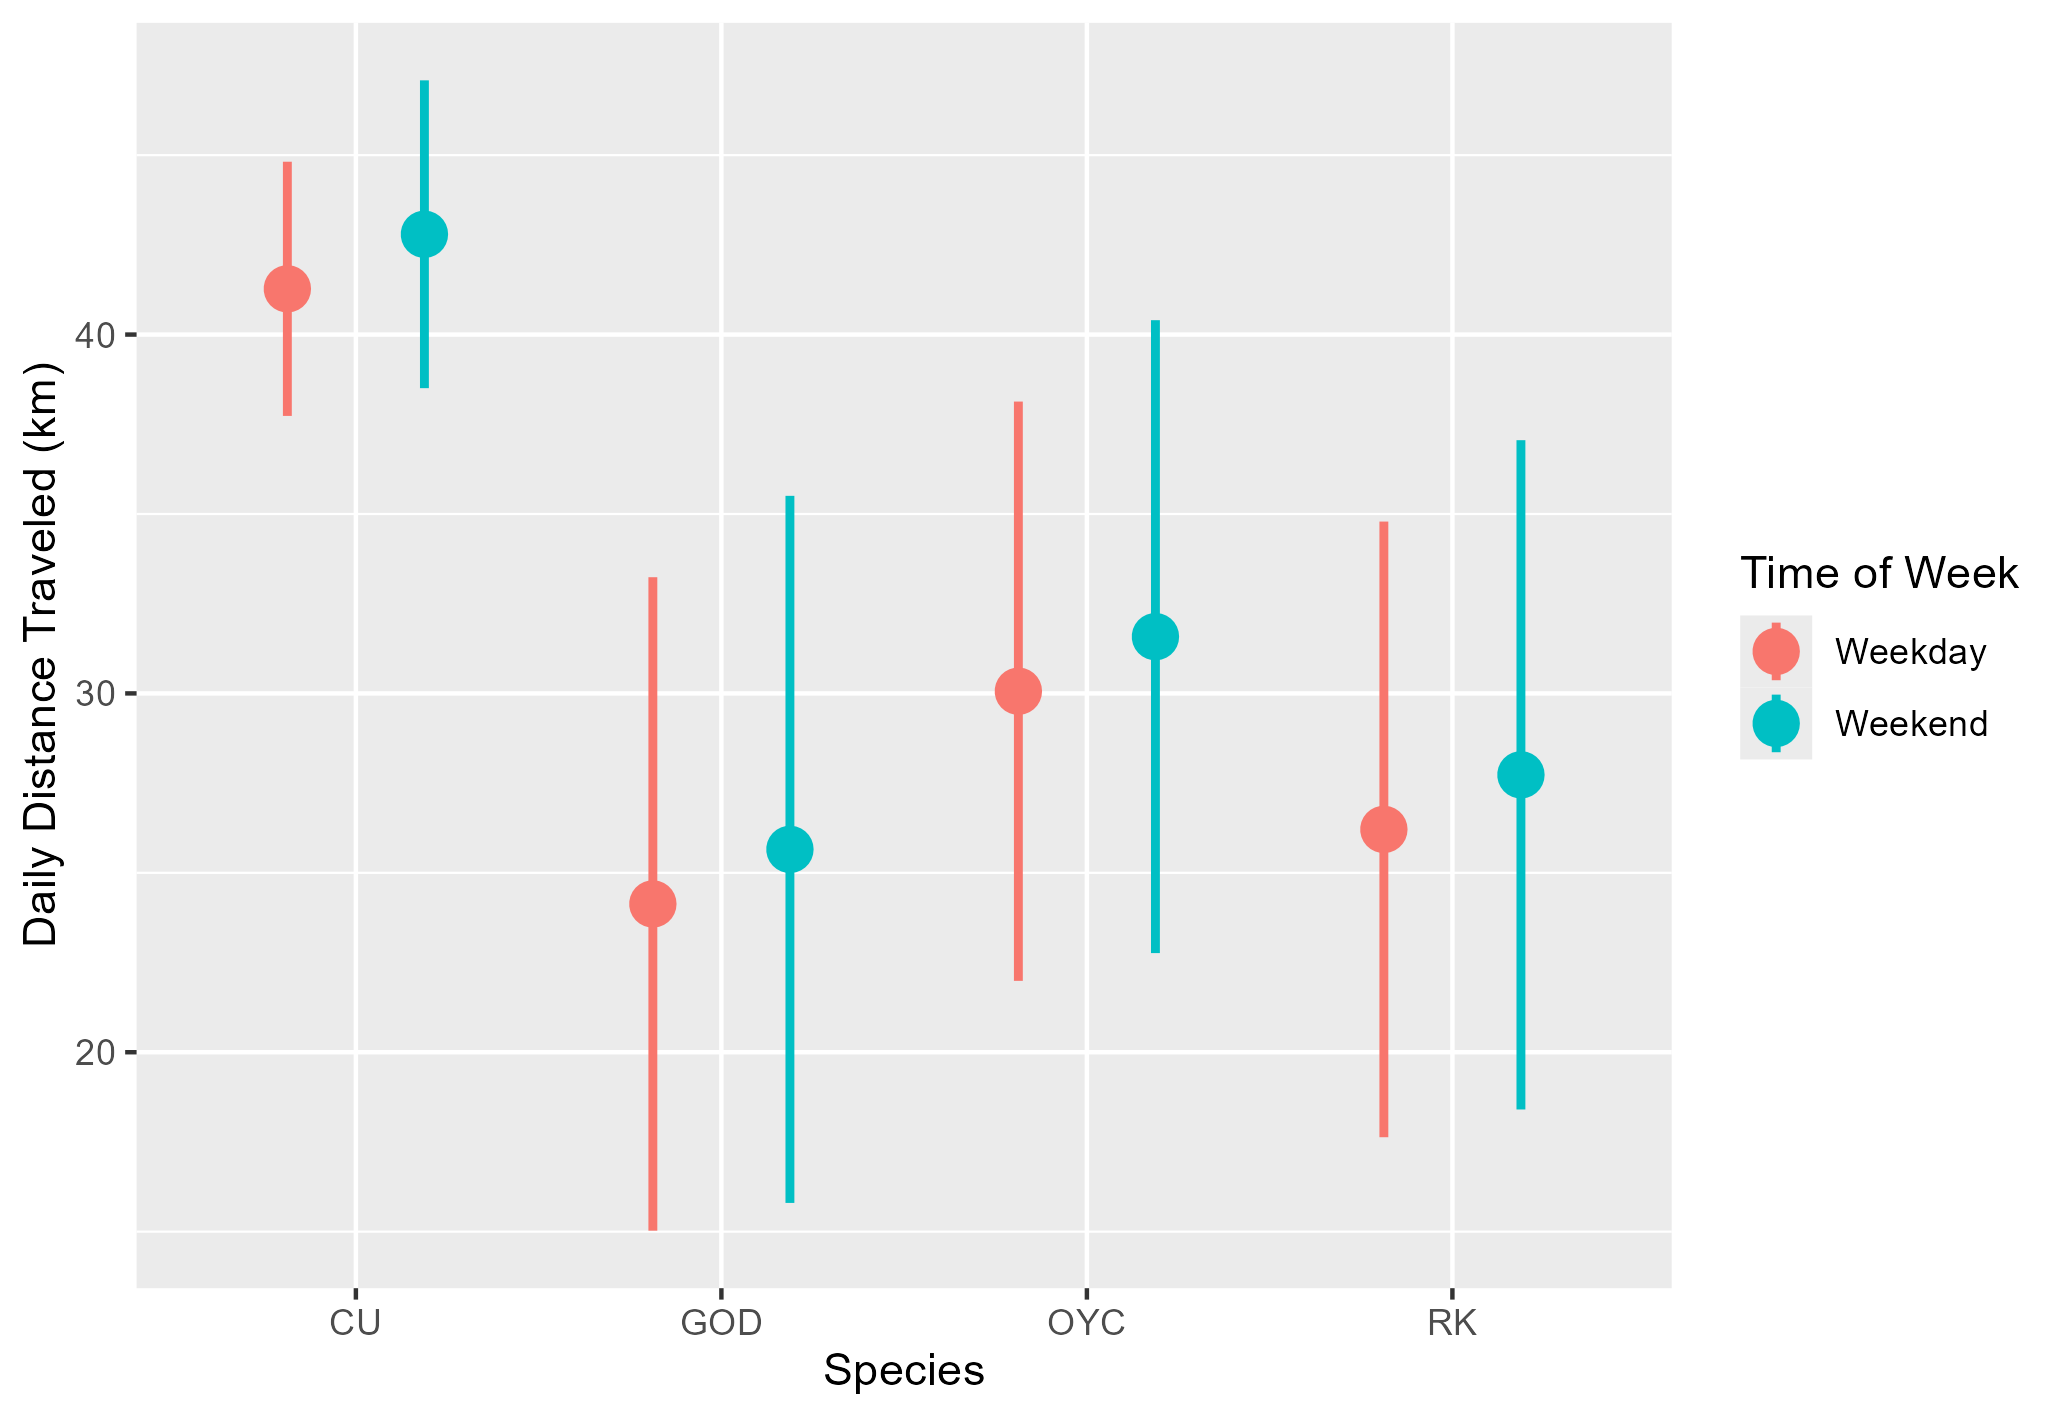 Daily Distance Traveled (km)
40
30
20
CU
GOD
OYC
RK
Species
Time of Week
Weekday
Weekend